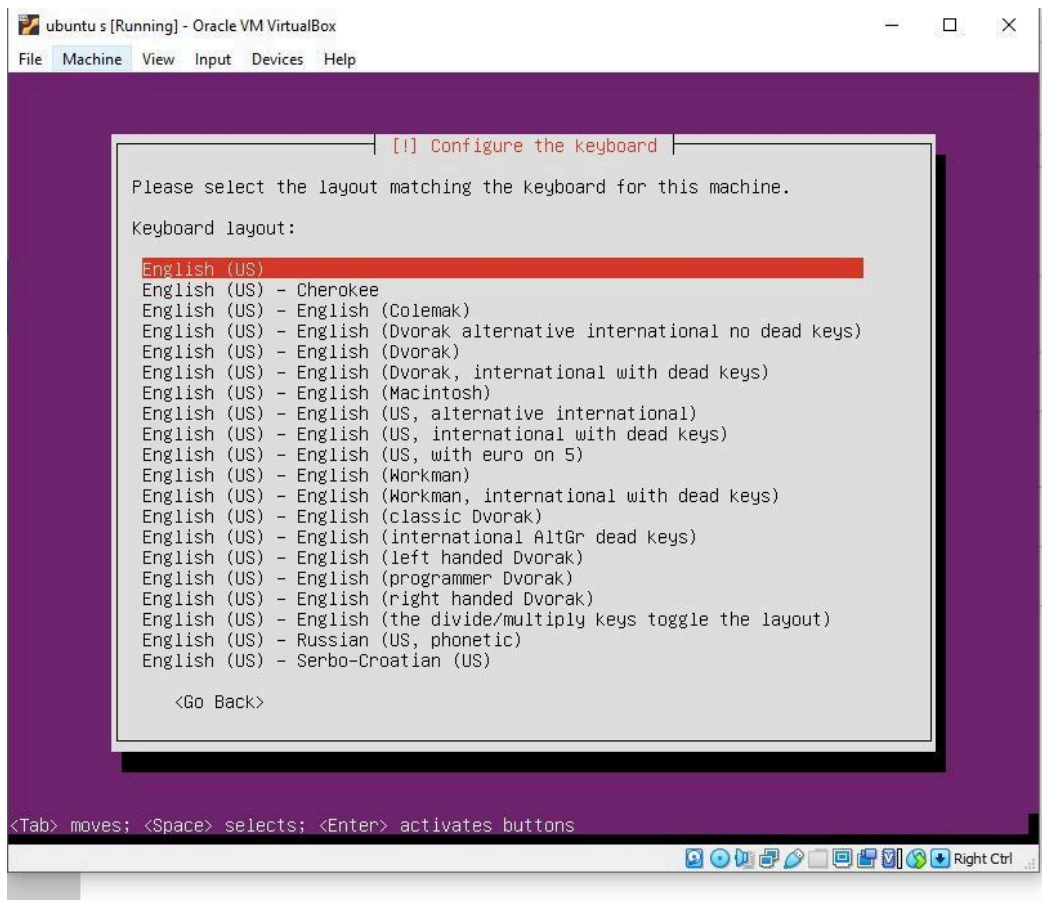 ubuntu s [Running] - Oracle VM VirtualBox
File Machine View Input Devices Help
[!] Configure the keyboard
Please select the layout matching the keyboard for this machine.
Keyboard layout:
English (US)
English (US) - Cherokee
English (US) - English (Colemak)
English (US) - English (Dvorak alternative international no dead keys)
English (US) - English (Dvorak)
English (US) - English (Dvorak, international with dead keys)
English (US) - English (Macintosh)
English (US) - English (US, alternative international)
English (US) - English (US, international with dead keys)
English (US) - English (US, with euro on 5)
English (US) - English (Workman)
English (US) - English (Workman, international with dead keys)
English (US) - English (classic Dvorak)
English (US) - English (international AltGr dead keys)
English (US) - English (left handed Dvorak)
English (US) - English (programmer Dvorak)
English (US) - English (right handed Dvorak)
English (US) - English (the divide/multiply keys toggle the layout)
English (US) - Russian (US, phonetic)
English (US) - Serbo-Croatian (US)
<Go Back>
<Tab> moves; <Space> selects; <Enter> activates buttons
Right Ctrl